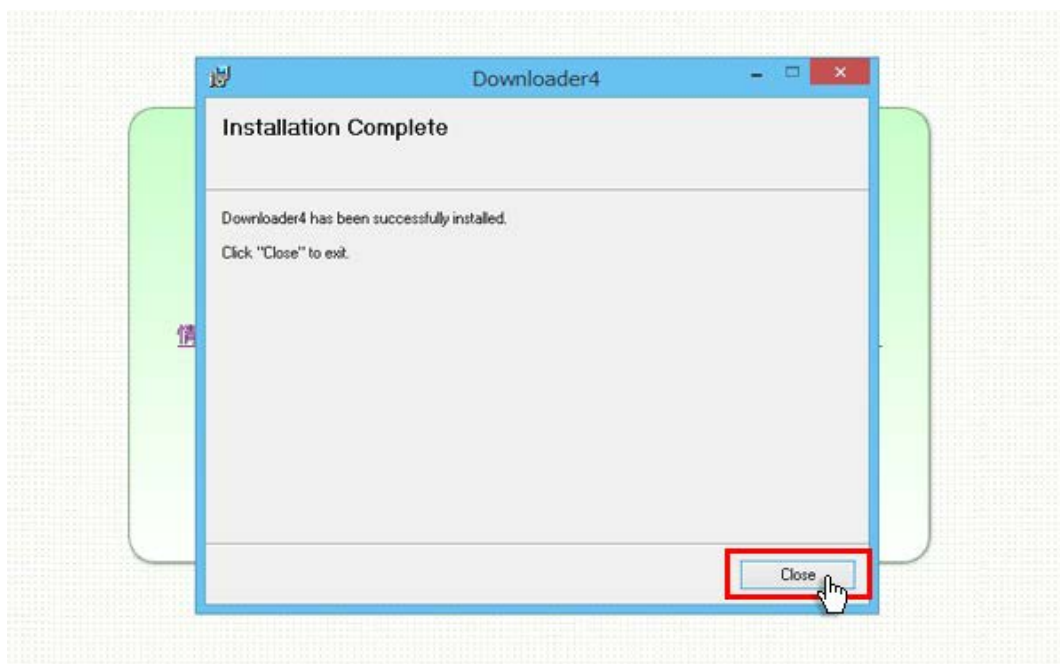 Downloader4
Installation Complete
Downloader4 has been successfully installed.
Click "Close" to exit.
Close